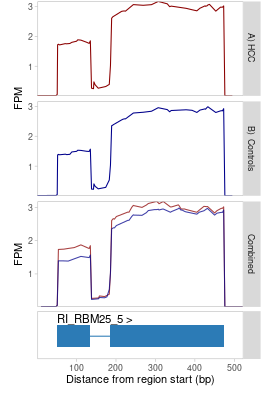 3
2
1
A) HCC
FPM
3
2
1
B) Controls
3
2
1
Combined
FPM
RI_RBM25_5 >
100 200 300 400 500
Distance from region start (bp)